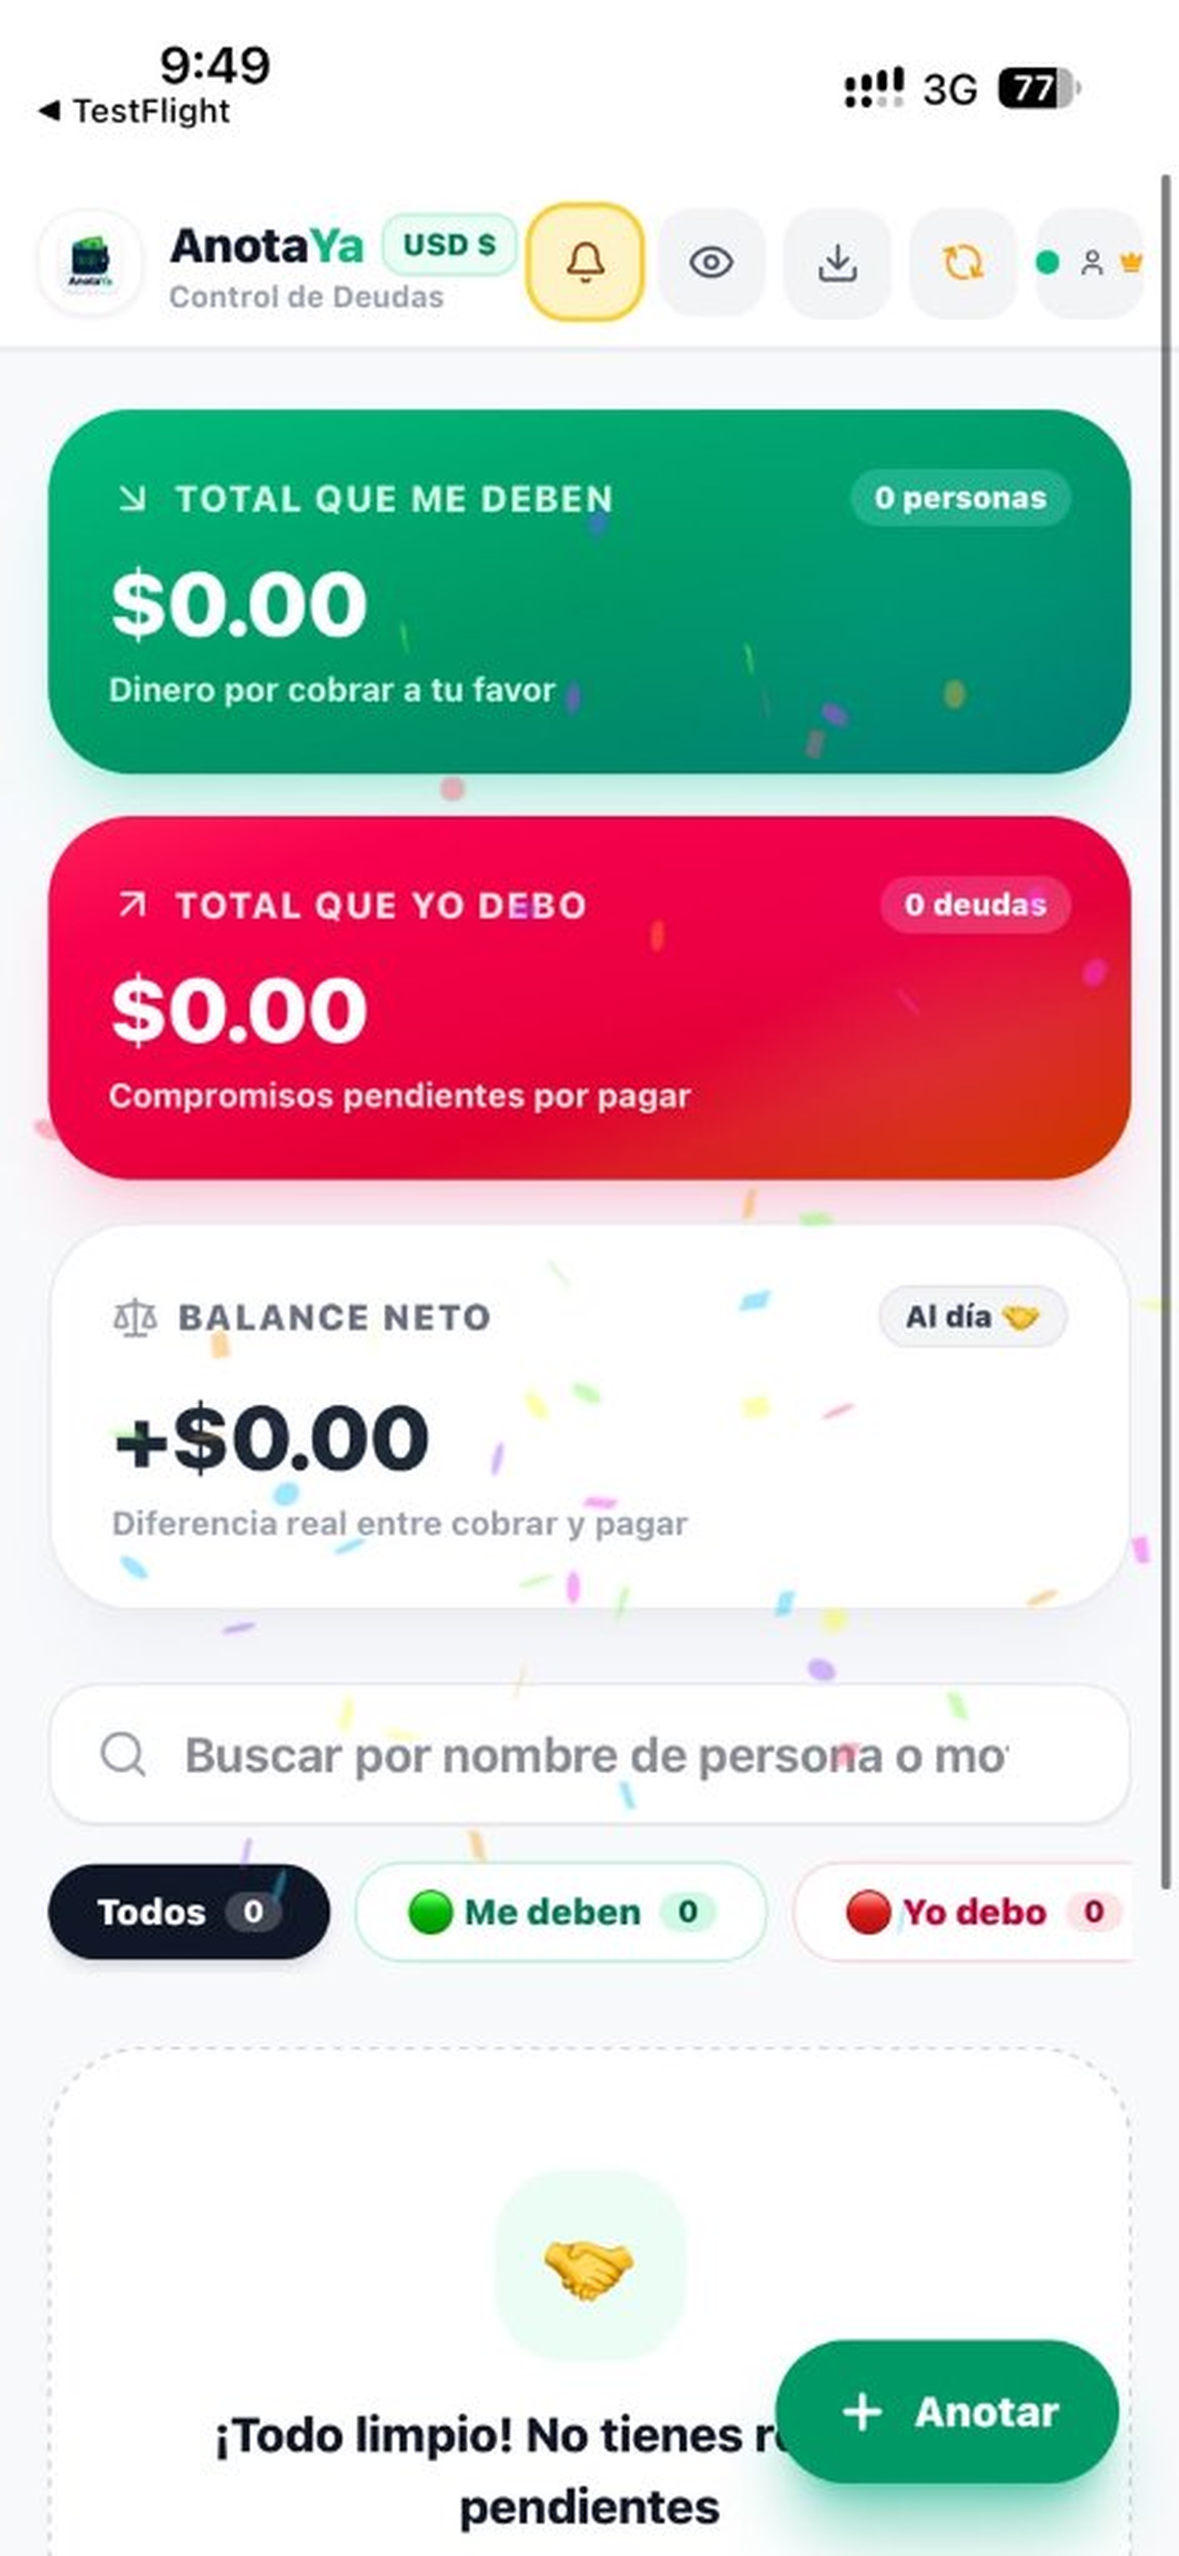 9:49
◀ TestFlight
3G
77
AnotaYa
USD $
Control de Deudas
TOTAL QUE ME DEBEN
0 personas
$0.00
Dinero por cobrar a tu favor
TOTAL QUE YO DEBO
0 deudas
$0.00
Compromisos pendientes por pagar
BALANCE NETO
Al día 🤝
+$0.00
Diferencia real entre cobrar y pagar
Buscar por nombre de persona o mo
Todos 0
🟢 Me deben 0
🔴 Yo debo 0
¡Todo limpio! No tienes
pendientes
+ Anotar